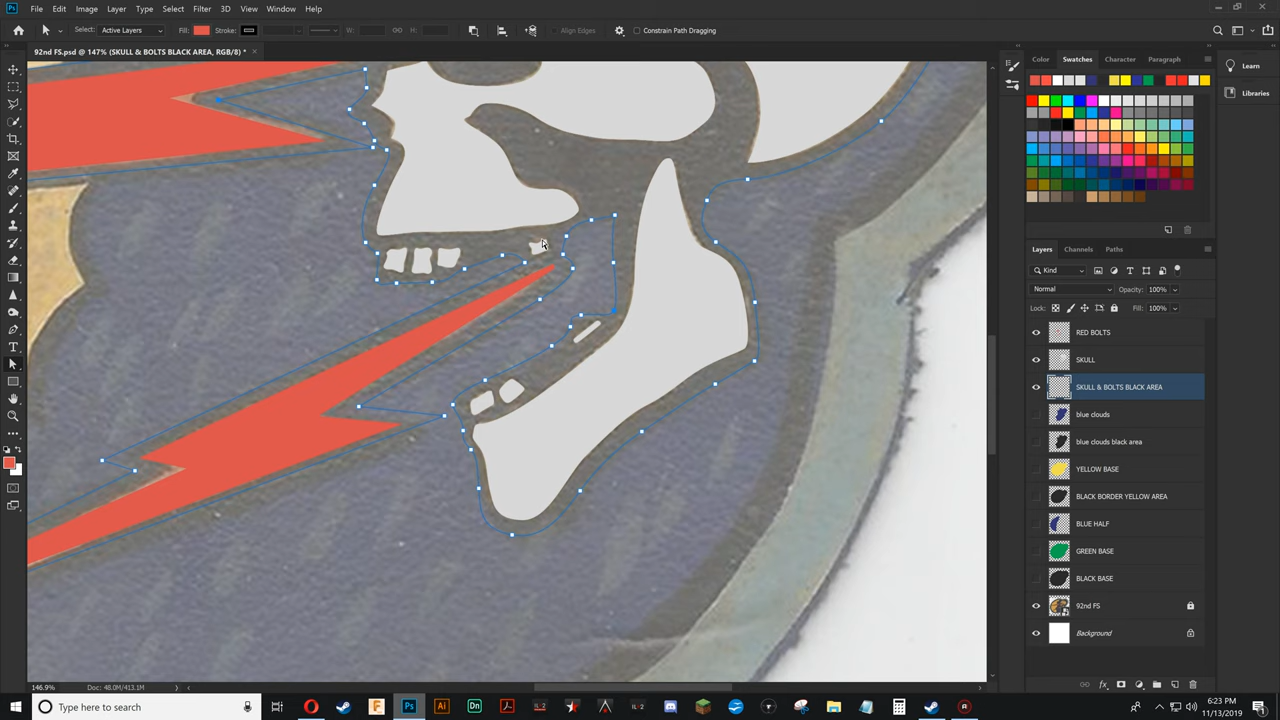 File Edit Image Layer Type Select Filter 3D View Window Help
Select: Active Layers Fill: Stroke: W: H: Align Edges Constrain Path Dragging
92nd FS.psd @ 147% (SKULL & BOLTS BLACK AREA, RGB/8) *
Color Swatches Character Paragraph
Learn
Libraries
Layers Channels Paths
Kind
Normal Opacity: 100%
Lock: Fill: 100%
RED BOLTS
SKULL
SKULL & BOLTS BLACK AREA
blue clouds
blue clouds black area
YELLOW BASE
BLACK BORDER YELLOW AREA
BLUE HALF
GREEN BASE
BLACK BASE
92nd FS
Background
146.9% Doc: 48.0M/413.1M
Type here to search
6:23 PM
11/13/2019